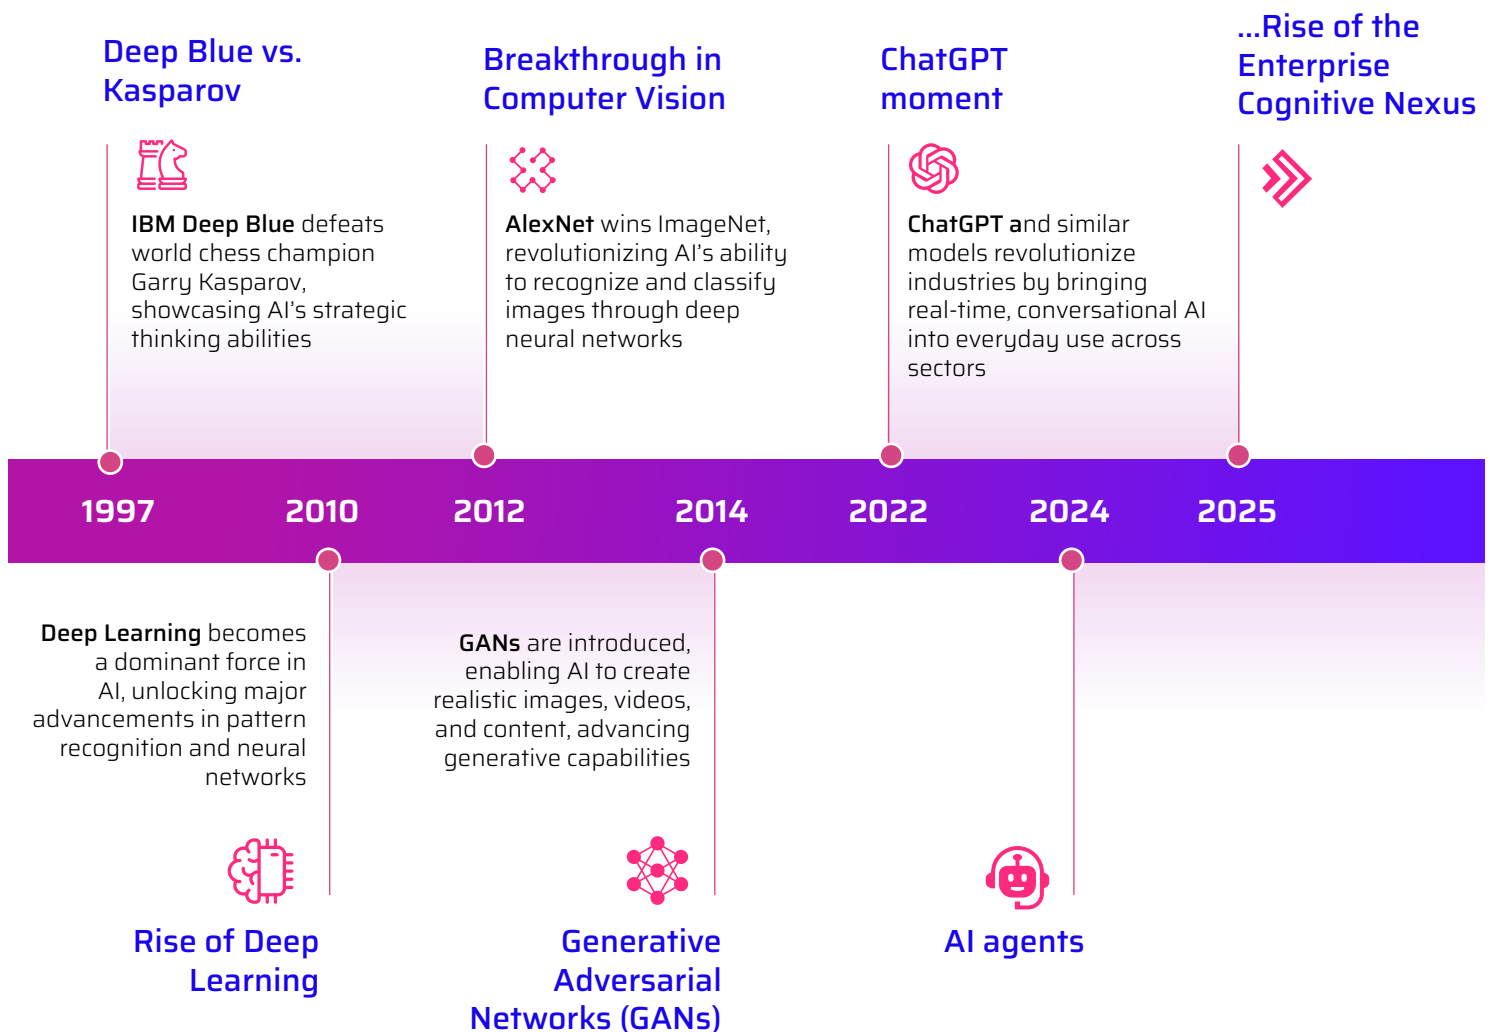 Deep Blue vs.
Kasparov
IBM Deep Blue defeats
world chess champion
Garry Kasparov,
showcasing AI's strategic
thinking abilities
Breakthrough in
Computer Vision
AlexNet wins ImageNet,
revolutionizing AI's ability
to recognize and classify
images through deep
neural networks
ChatGPT
moment
ChatGPT and similar
models revolutionize
industries by bringing
real-time, conversational AI
into everyday use across
sectors
...Rise of the
Enterprise
Cognitive Nexus
1997
2010
2012
2014
2022
2024
2025
Deep Learning becomes
a dominant force in
AI, unlocking major
advancements in pattern
recognition and neural
networks
Rise of Deep
Learning
GANs are introduced,
enabling AI to create
realistic images, videos,
and content, advancing
generative capabilities
Generative
Adversarial
Networks (GANs)
AI agents